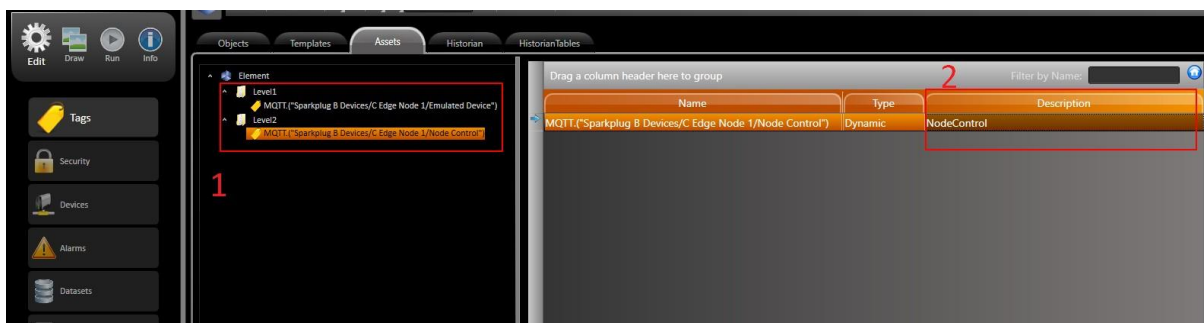 Edit Draw Run Info
Objects Templates Assets Historian HistorianTables
Tags
Security
Devices
Alarms
Datasets
Element
Level1
MQTT.("Sparkplug B Devices/C Edge Node 1/Emulated Device")
Level2
MQTT.("Sparkplug B Devices/C Edge Node 1/Node Control")
1
Drag a column header here to group Filter by Name:
2
Name Type Description
MQTT.("Sparkplug B Devices/C Edge Node 1/Node Control") Dynamic NodeControl